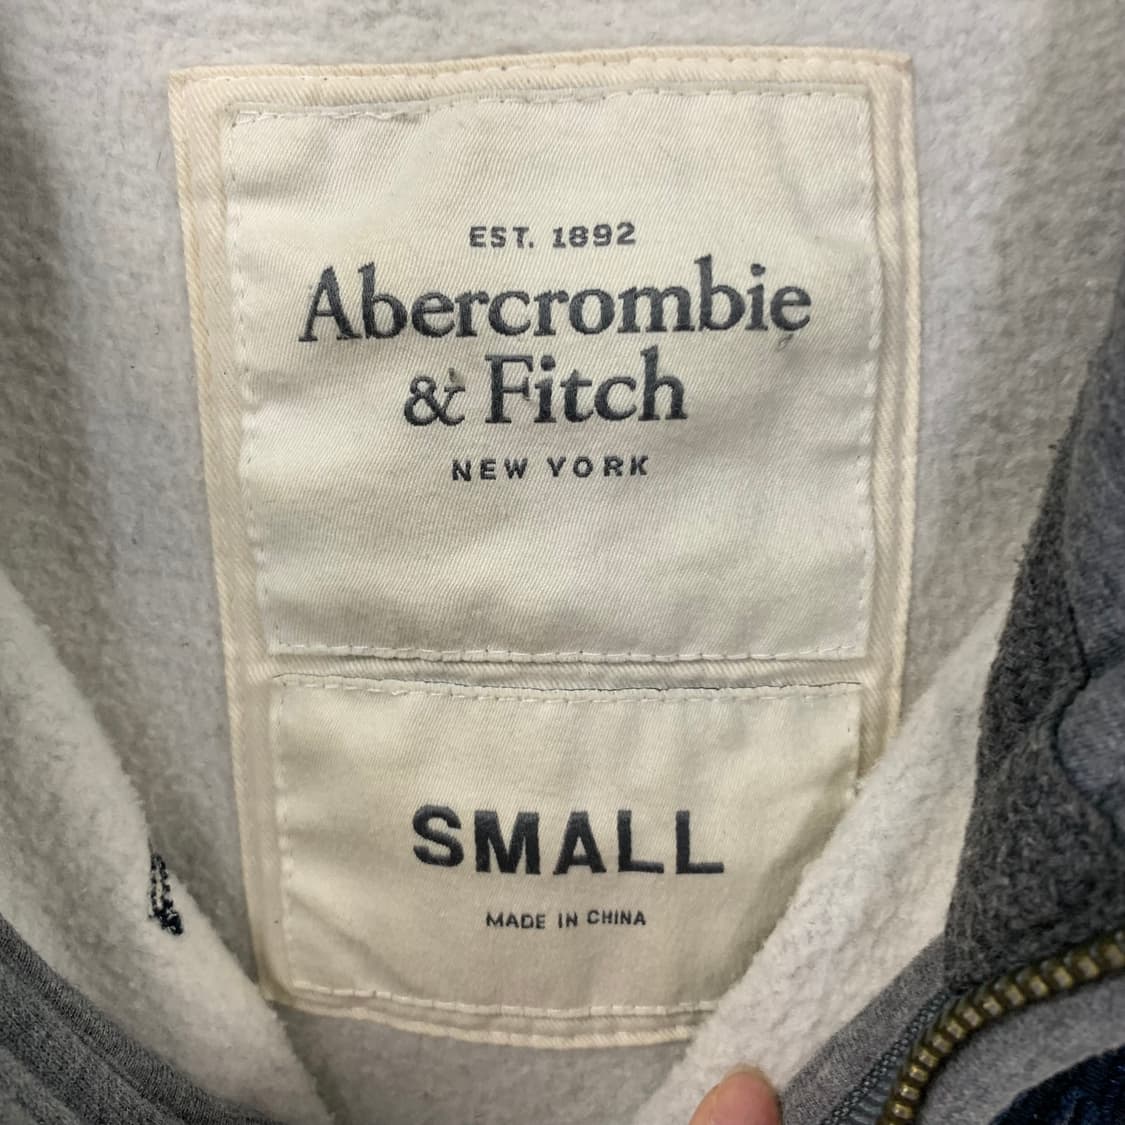 EST. 1892
Abercrombie
& Fitch
NEW YORK
SMALL
MADE IN CHINA